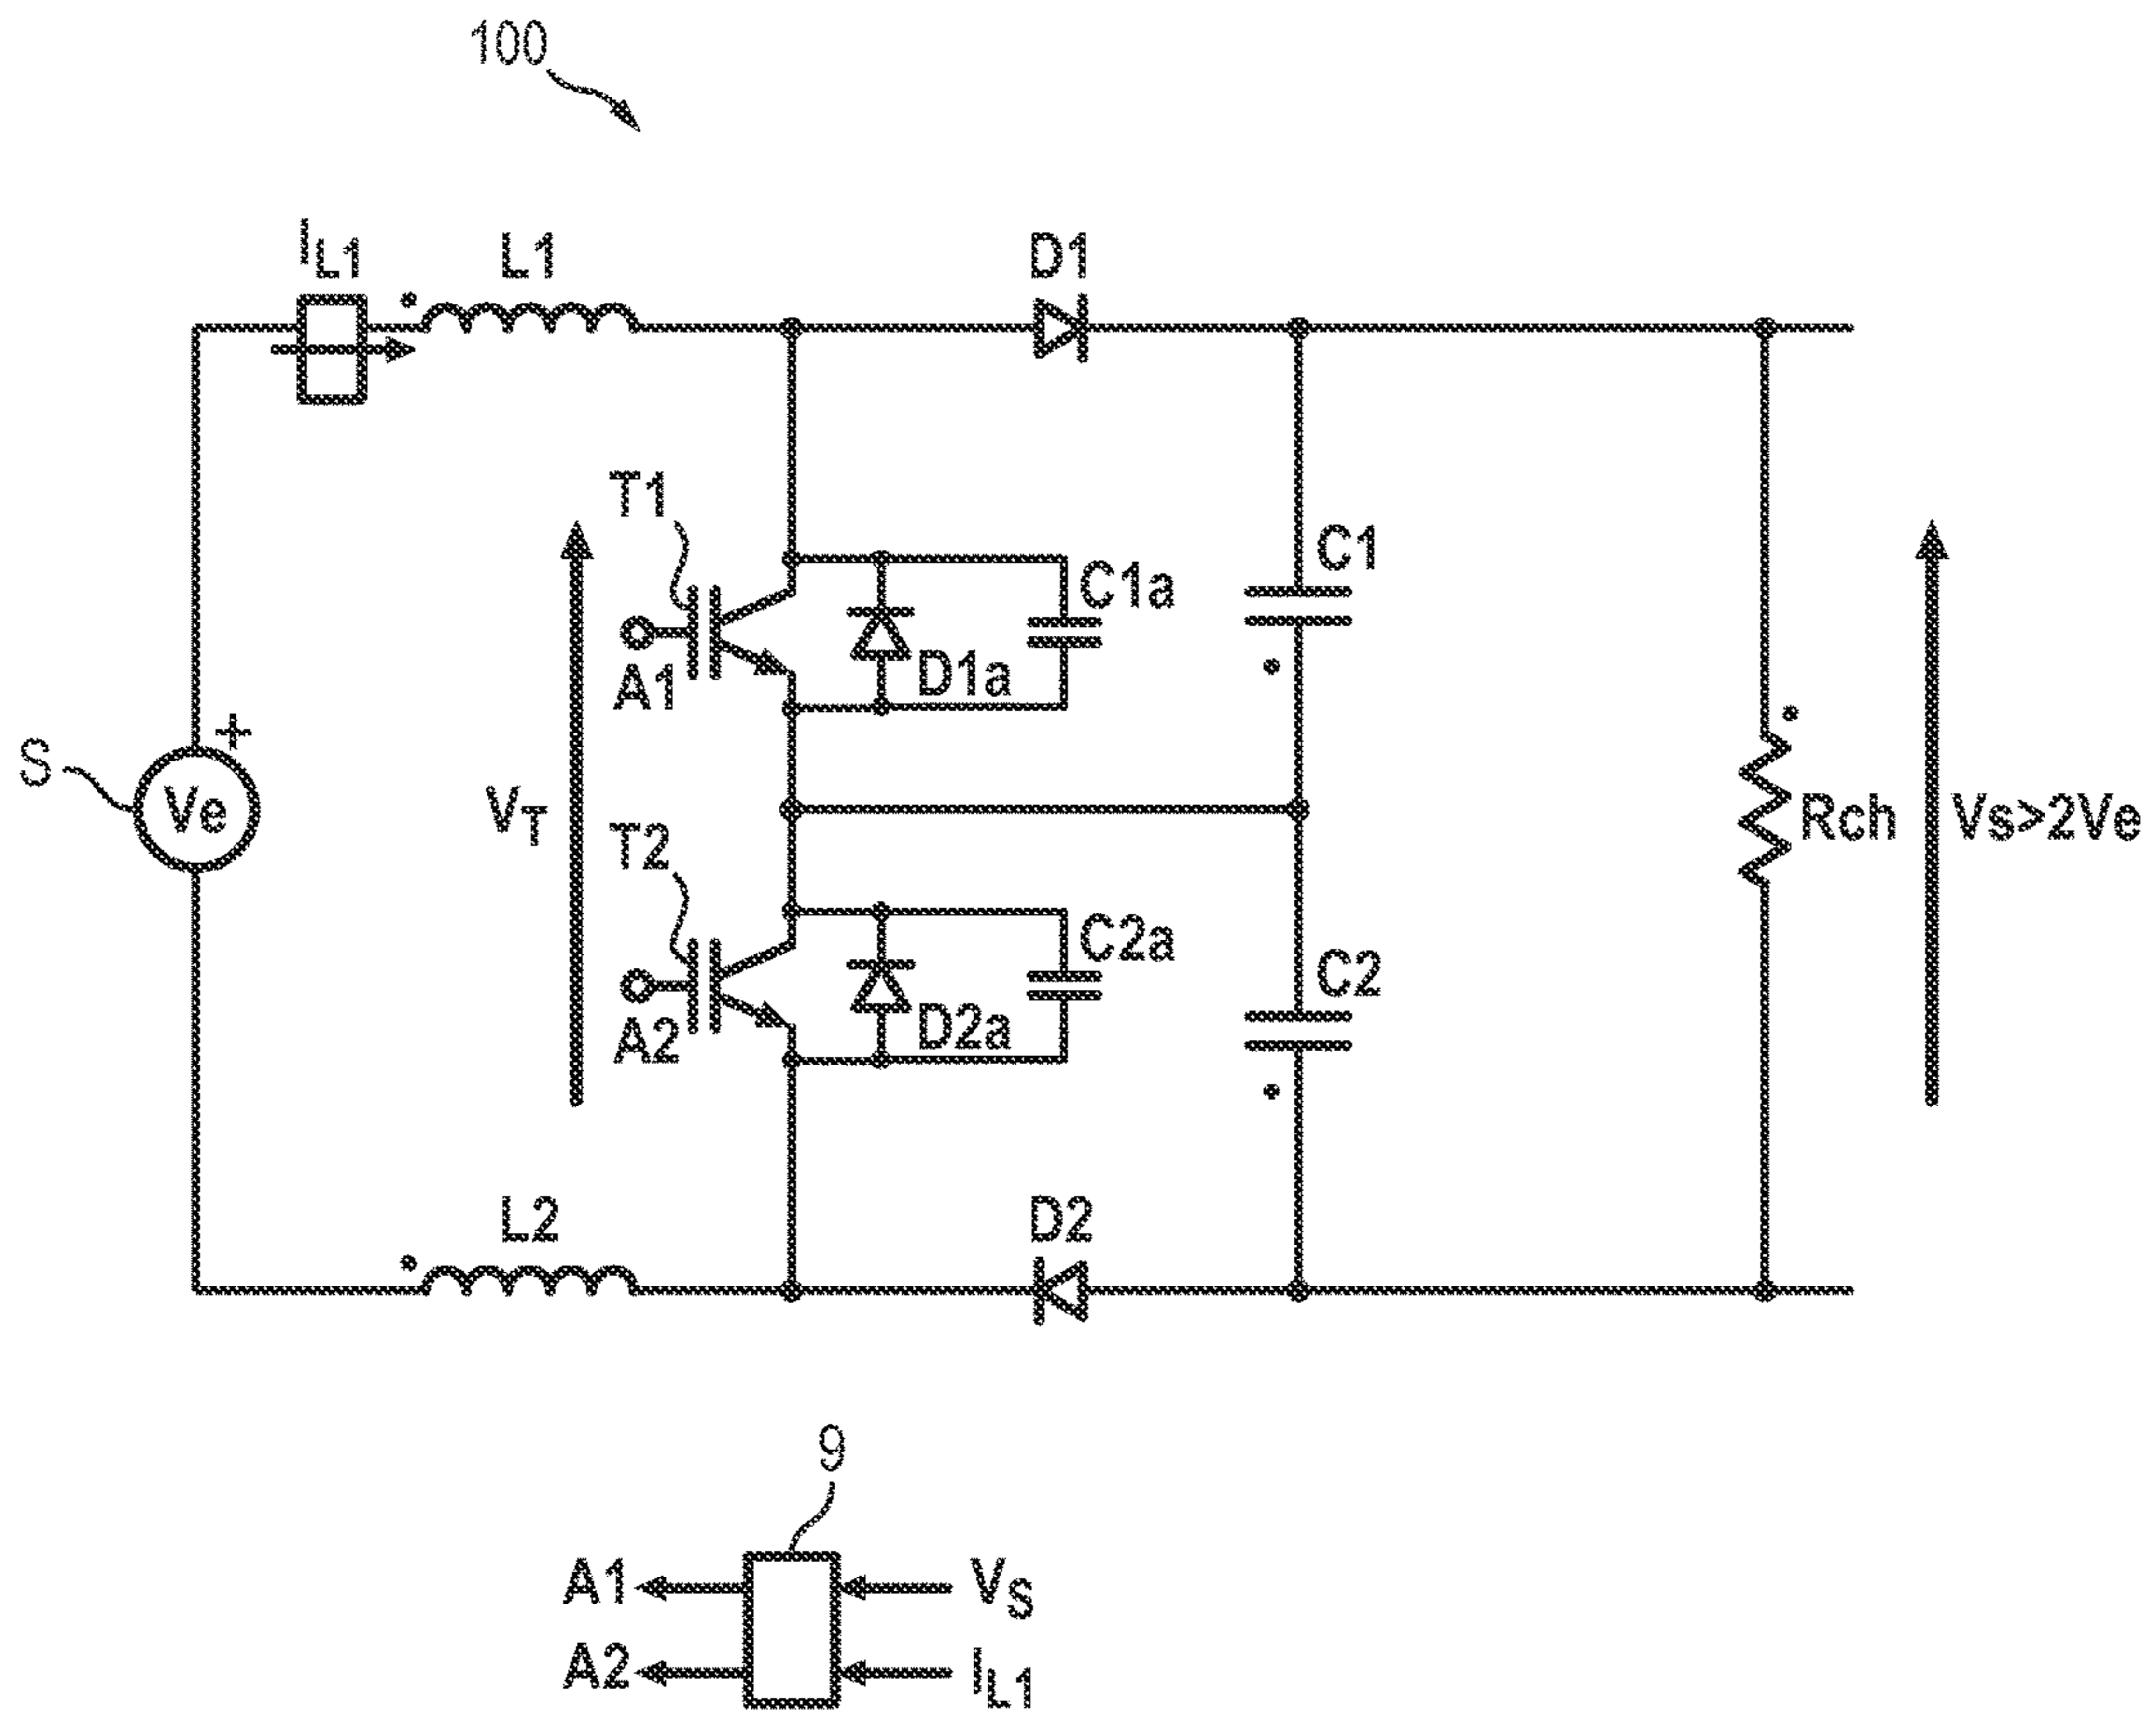 100
IL1
L1
D1
T1
C1a
C1
A1
D1a
+
S
Ve
VT
T2
Rch
Vs>2Ve
C2a
C2
A2
D2a
L2
D2
9
A1
VS
A2
IL1